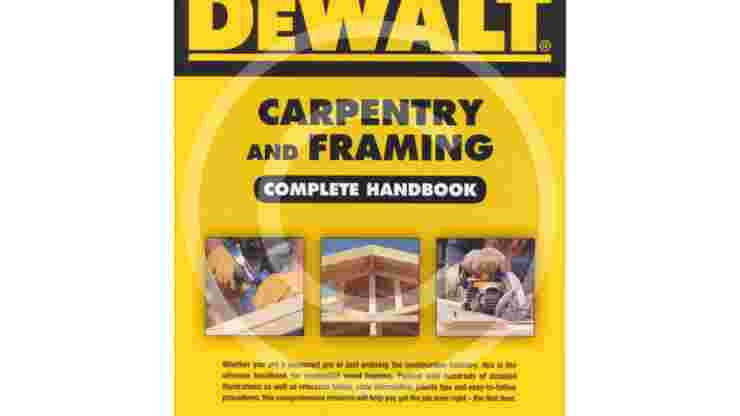 DEWALT®
CARPENTRY
AND FRAMING
COMPLETE HANDBOOK
Whether you are a seasoned pro or just entering the construction industry, this is the
ultimate handbook for residential wood framing. Packed with hundreds of detailed
illustrations as well as reference tables, code information, jobsite tips and easy-to-follow
procedures. This comprehensive resource will help you get the job done right – the first time.